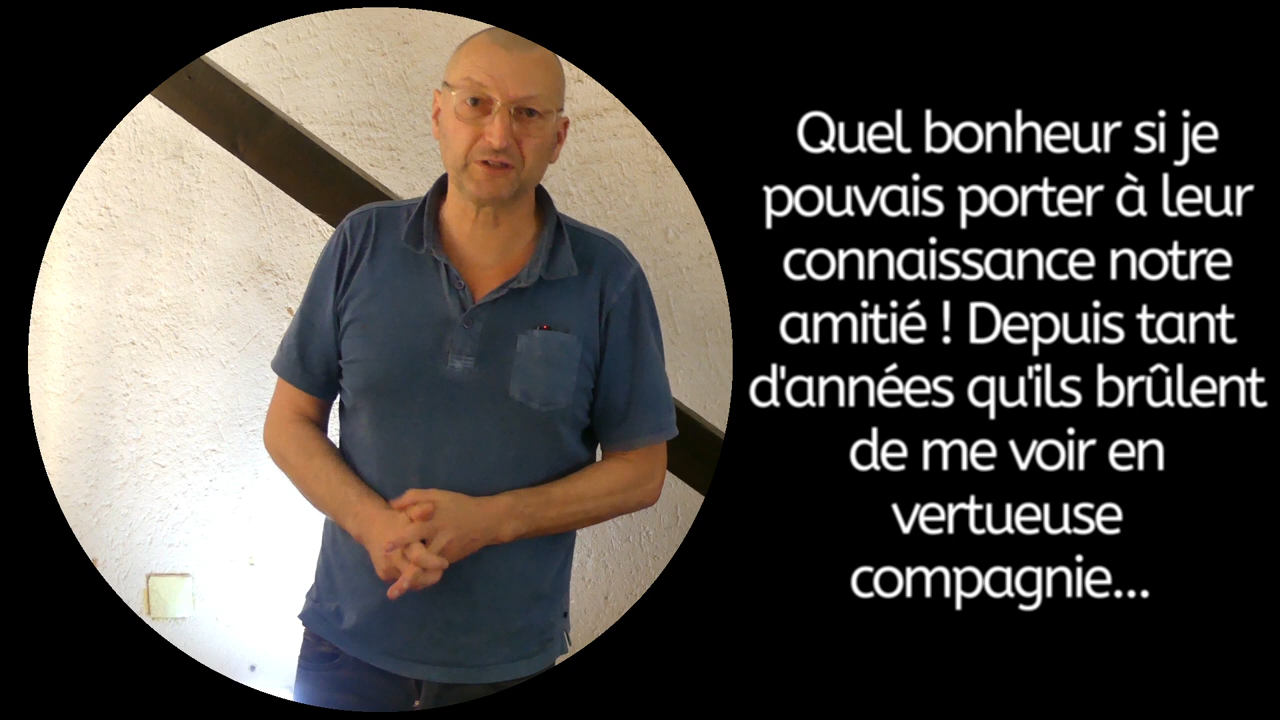 Quel bonheur si je
pouvais porter à leur
connaissance notre
amitié ! Depuis tant
d'années qu'ils brûlent
de me voir en
vertueuse
compagnie...